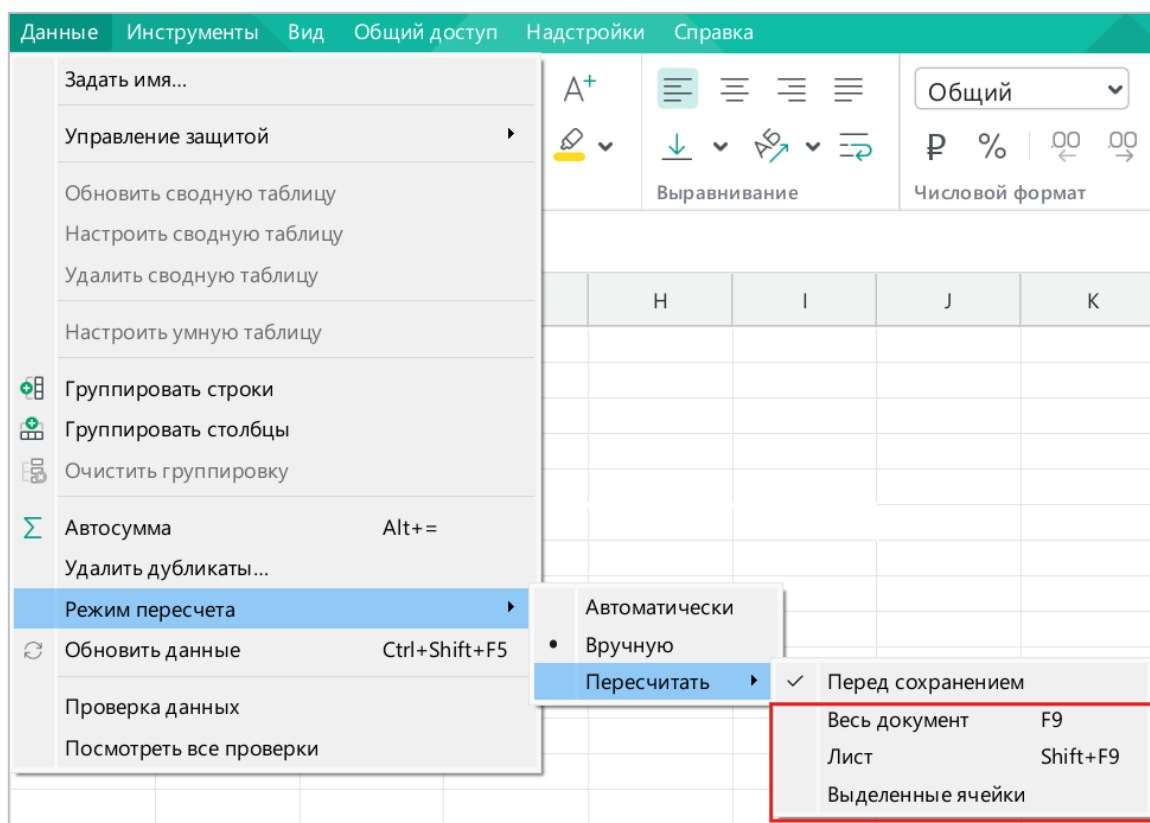 Данные Инструменты Вид Общий доступ Надстройки Справка
Задать имя...
Управление защитой
Обновить сводную таблицу
Настроить сводную таблицу
Удалить сводную таблицу
Настроить умную таблицу
Группировать строки
Группировать столбцы
Очистить группировку
Автосумма Alt+=
Удалить дубликаты...
Режим пересчета
Обновить данные Ctrl+Shift+F5
Проверка данных
Посмотреть все проверки
Автоматически
Вручную
Пересчитать
Перед сохранением
Весь документ F9
Лист Shift+F9
Выделенные ячейки
A+
Общий
АБ
₽ % .00 .00
Выравнивание Числовой формат
H I J K